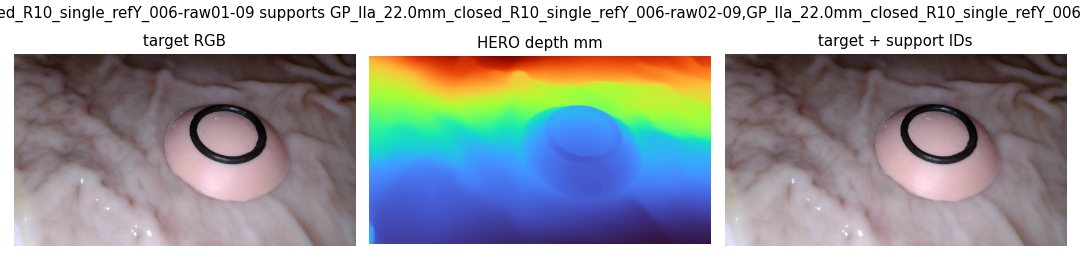 ed_R10_single_refY_006-raw01-09 supports GP_IIa_22.0mm_closed_R10_single_refY_006-raw02-09,GP_IIa_22.0mm_closed_R10_single_refY_006
target RGB
HERO depth mm
target + support IDs